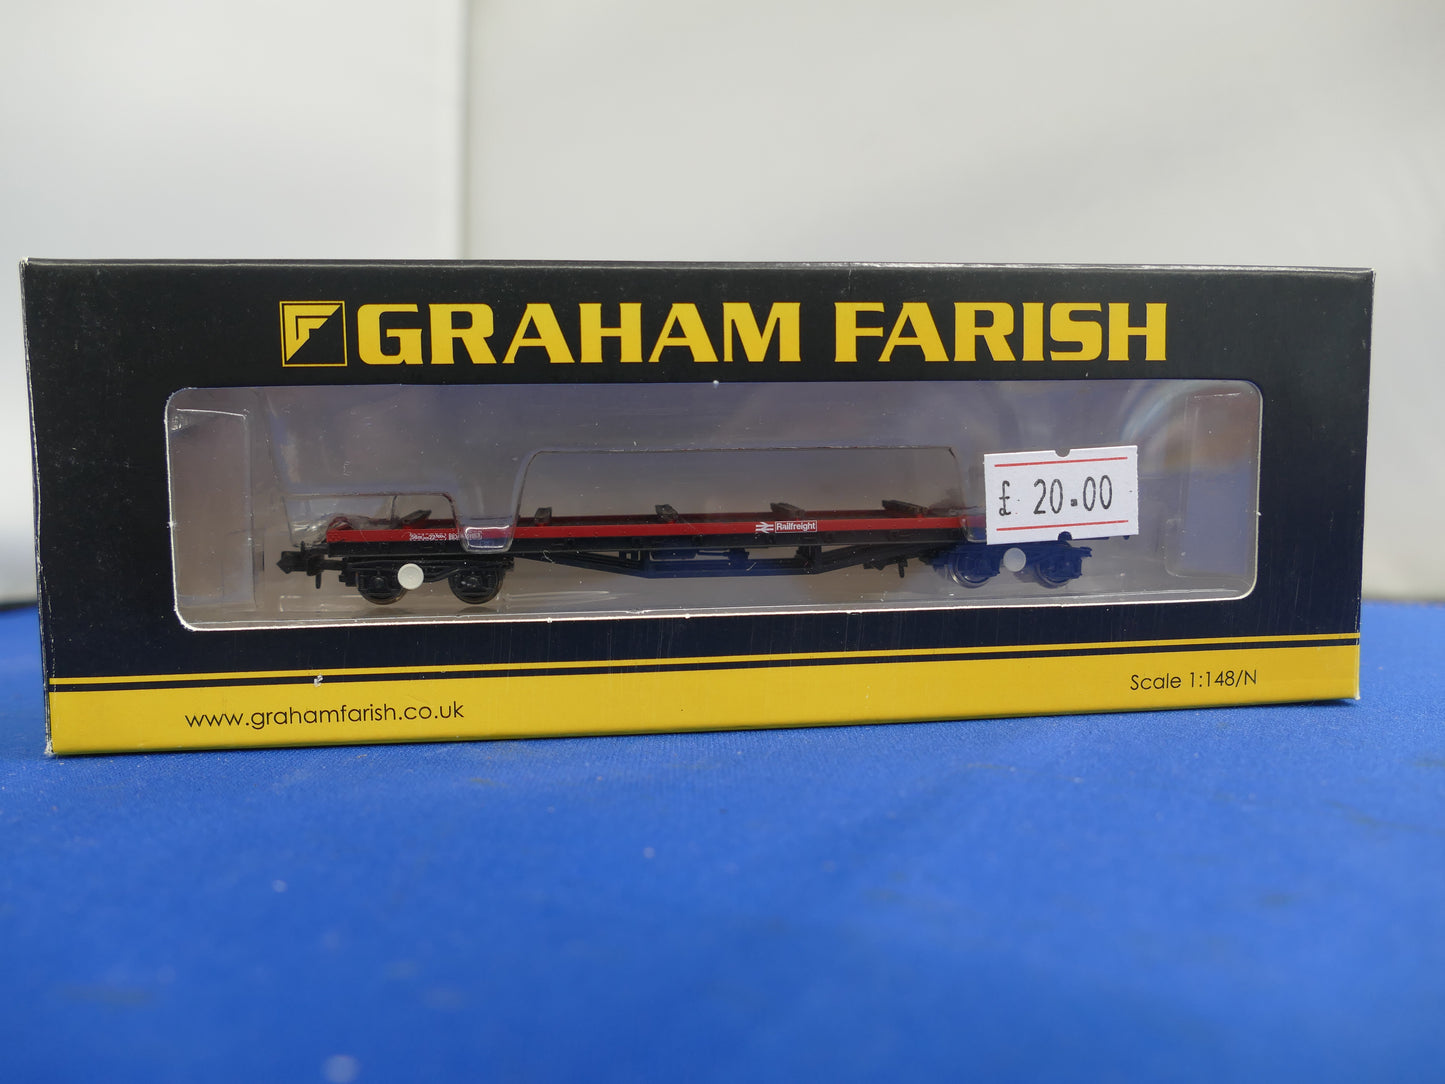 GRAHAM FARISH
£ 20.00
Railfreight
www.grahamfarish.co.uk
Scale 1:148/N